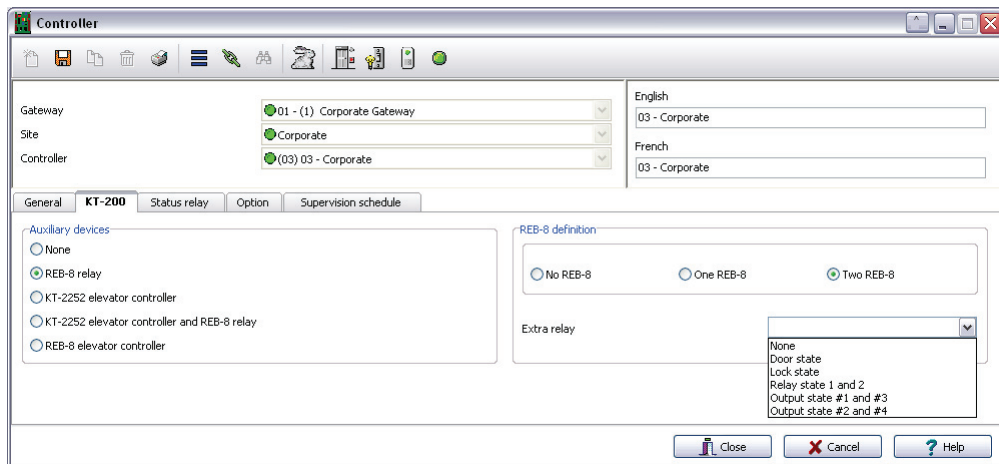 Controller
Gateway
01 - (1) Corporate Gateway
Site
Corporate
Controller
(03) 03 - Corporate
English
03 - Corporate
French
03 - Corporate
General
KT-200
Status relay
Option
Supervision schedule
Auxiliary devices
None
REB-8 relay
KT-2252 elevator controller
KT-2252 elevator controller and REB-8 relay
REB-8 elevator controller
REB-8 definition
No REB-8
One REB-8
Two REB-8
Extra relay
None
Door state
Lock state
Relay state 1 and 2
Output state #1 and #3
Output state #2 and #4
Close
Cancel
Help